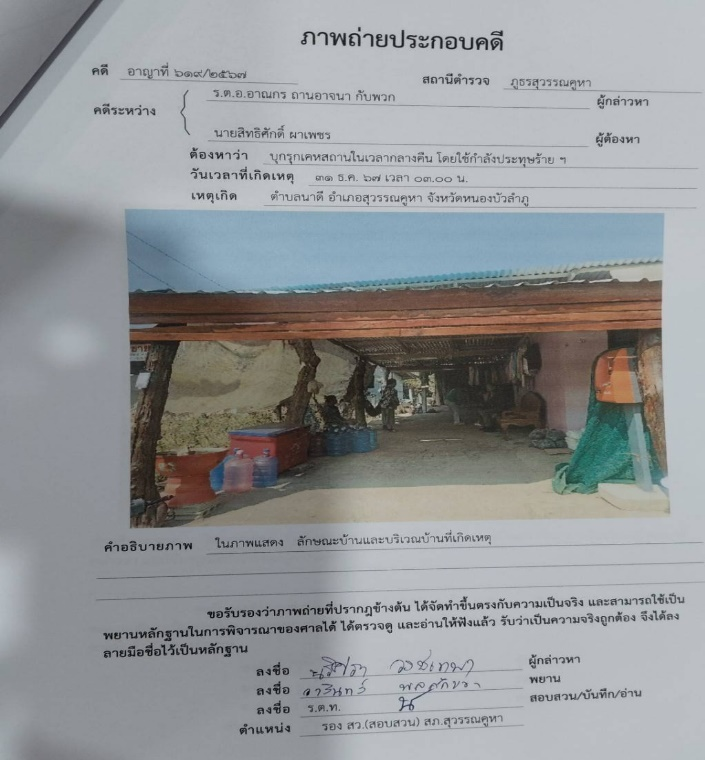 ภาพถ่ายประกอบคดี
คดี อาญาที่ ๖๑๙/๒๕๖๗ สถานีตำรวจ ภูธรสุวรรณคูหา
ร.ต.อ.อาณกร ถานอาจนา กับพวก ผู้กล่าวหา
คดีระหว่าง
นายสิทธิศักดิ์ ผาเพชร ผู้ต้องหา
ต้องหาว่า บุกรุกเคหสถานในเวลากลางคืน โดยใช้กำลังประทุษร้าย ฯ
วันเวลาที่เกิดเหตุ ๓๑ ธ.ค. ๖๗ เวลา ๐๓.๐๐ น.
เหตุเกิด ตำบลนาดี อำเภอสุวรรณคูหา จังหวัดหนองบัวลำภู
คำอธิบายภาพ ในภาพแสดง ลักษณะบ้านและบริเวณบ้านที่เกิดเหตุ
ขอรับรองว่าภาพถ่ายที่ปรากฏข้างต้น ได้จัดทำขึ้นตรงกับความเป็นจริง และสามารถใช้เป็น
พยานหลักฐานในการพิจารณาของศาลได้ ได้ตรวจดู และอ่านให้ฟังแล้ว รับว่าเป็นความจริงถูกต้อง จึงได้ลง
ลายมือชื่อไว้เป็นหลักฐาน
ลงชื่อ ผู้กล่าวหา
ลงชื่อ พยาน
ลงชื่อ ร.ต.ท. สอบสวน/บันทึก/อ่าน
ตำแหน่ง รอง สว.(สอบสวน) สภ.สุวรรณคูหา